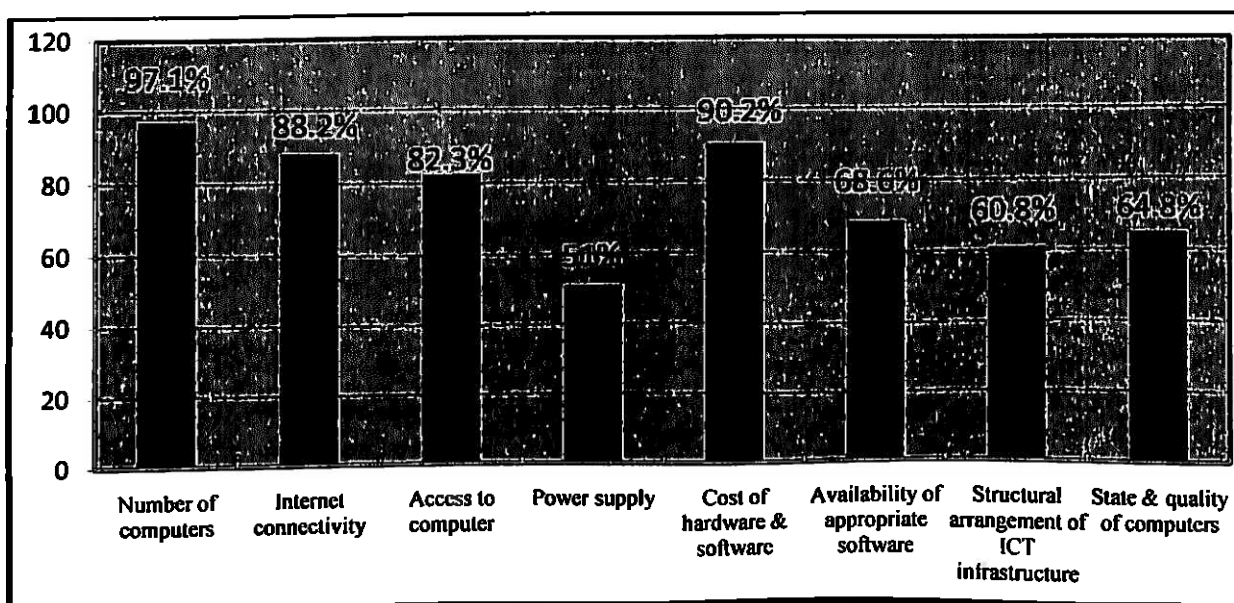 120
97.1%
90.2%
100
88.2%
82.3%
80
68.6%
60.8%
64.8%
60
51%
40
20
0
Number of
computers
Internet
connectivity
Access to
computer
Power supply
Cost of
hardware &
software
Availability of
appropriate
software
Structural
arrangement of
ICT
infrastructure
State & quality
of computers